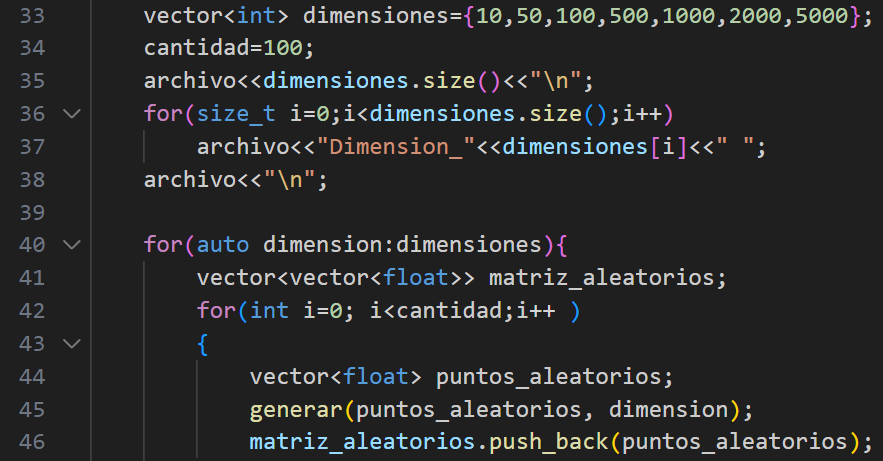 33 vector<int> dimensiones={10,50,100,500,1000,2000,5000};
34 cantidad=100;
35 archivo<<dimensiones.size()<<"\n";
36 for(size_t i=0;i<dimensiones.size();i++)
37 archivo<<"Dimension_"<<dimensiones[i]<<" ";
38 archivo<<"\n";
39
40 for(auto dimension:dimensiones){
41 vector<vector<float>> matriz_aleatorios;
42 for(int i=0; i<cantidad;i++ )
43 {
44 vector<float> puntos_aleatorios;
45 generar(puntos_aleatorios, dimension);
46 matriz_aleatorios.push_back(puntos_aleatorios);